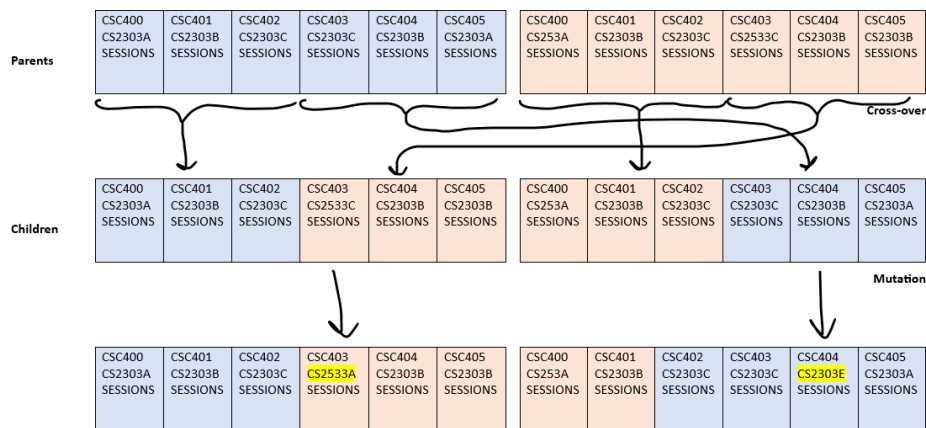 CSC400 CSC401 CSC402 CSC403 CSC404 CSC405 CSC400 CSC401 CSC402 CSC403 CSC404 CSC405
CS2303A CS2303B CS2303C CS2303C CS2303B CS2303A CS253A CS2303B CS2303C CS2533C CS2303B CS2303B
SESSIONS SESSIONS SESSIONS SESSIONS SESSIONS SESSIONS SESSIONS SESSIONS SESSIONS SESSIONS SESSIONS SESSIONS
Parents
Cross-over
CSC400 CSC401 CSC402 CSC403 CSC404 CSC405 CSC400 CSC401 CSC402 CSC403 CSC404 CSC405
CS2303A CS2303B CS2303C CS2533C CS2303B CS2303B CS253A CS2303B CS2303C CS2303C CS2303B CS2303A
SESSIONS SESSIONS SESSIONS SESSIONS SESSIONS SESSIONS SESSIONS SESSIONS SESSIONS SESSIONS SESSIONS SESSIONS
Children
Mutation
CSC400 CSC401 CSC402 CSC403 CSC404 CSC405 CSC400 CSC401 CSC402 CSC403 CSC404 CSC405
CS2303A CS2303B CS2303C CS2533A CS2303B CS2303B CS253A CS2303B CS2303C CS2303C CS2303E CS2303A
SESSIONS SESSIONS SESSIONS SESSIONS SESSIONS SESSIONS SESSIONS SESSIONS SESSIONS SESSIONS SESSIONS SESSIONS